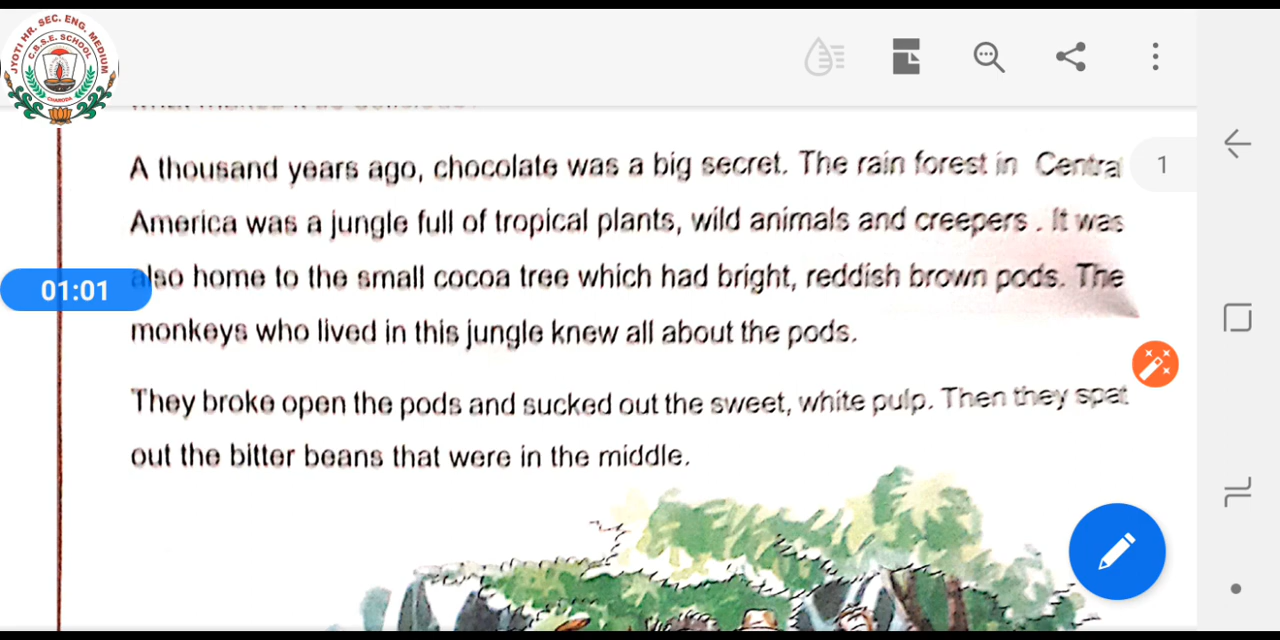 JYOTI HR. SEC. ENG. MEDIUM
C.B.S.E. SCHOOL
A thousand years ago, chocolate was a big secret. The rain forest in Central
1
America was a jungle full of tropical plants, wild animals and creepers . It was
also home to the small cocoa tree which had bright, reddish brown pods. The
01:01
monkeys who lived in this jungle knew all about the pods.
They broke open the pods and sucked out the sweet, white pulp. Then they spat
out the bitter beans that were in the middle.